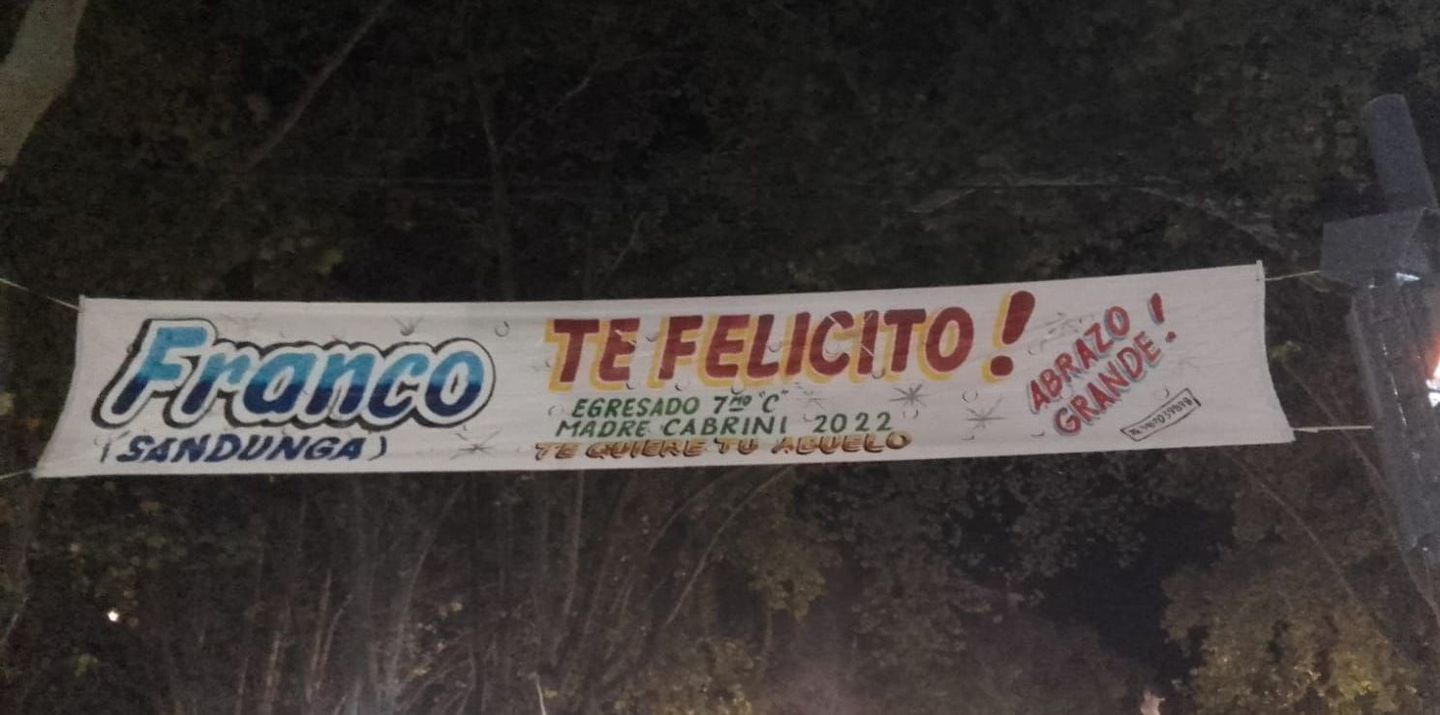 Franco
(SANDUNGA)
TE FELICITO!
EGRESADO 7MO "C"
MADRE CABRINI 2022
TE QUIERE TU ABUELO
ABRAZO
GRANDE!